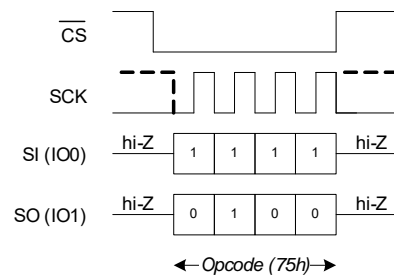 CS
SCK
hi-Z hi-Z
SI (IO0) 1 1 1 1
hi-Z hi-Z
SO (IO1) 0 1 0 0
Opcode (75h)